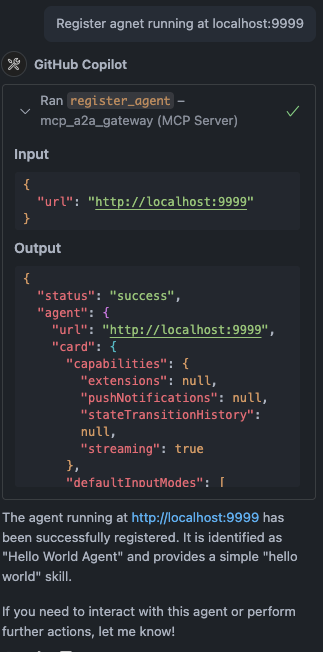 Register agnet running at localhost:9999
GitHub Copilot
Ran register_agent –
mcp_a2a_gateway (MCP Server)
Input
{
"url": "http://localhost:9999"
}
Output
{
"status": "success",
"agent": {
"url": "http://localhost:9999",
"card": {
"capabilities": {
"extensions": null,
"pushNotifications": null,
"stateTransitionHistory":
null,
"streaming": true
},
"defaultInputModes": [
The agent running at http://localhost:9999 has
been successfully registered. It is identified as
"Hello World Agent" and provides a simple "hello
world" skill.
If you need to interact with this agent or perform
further actions, let me know!